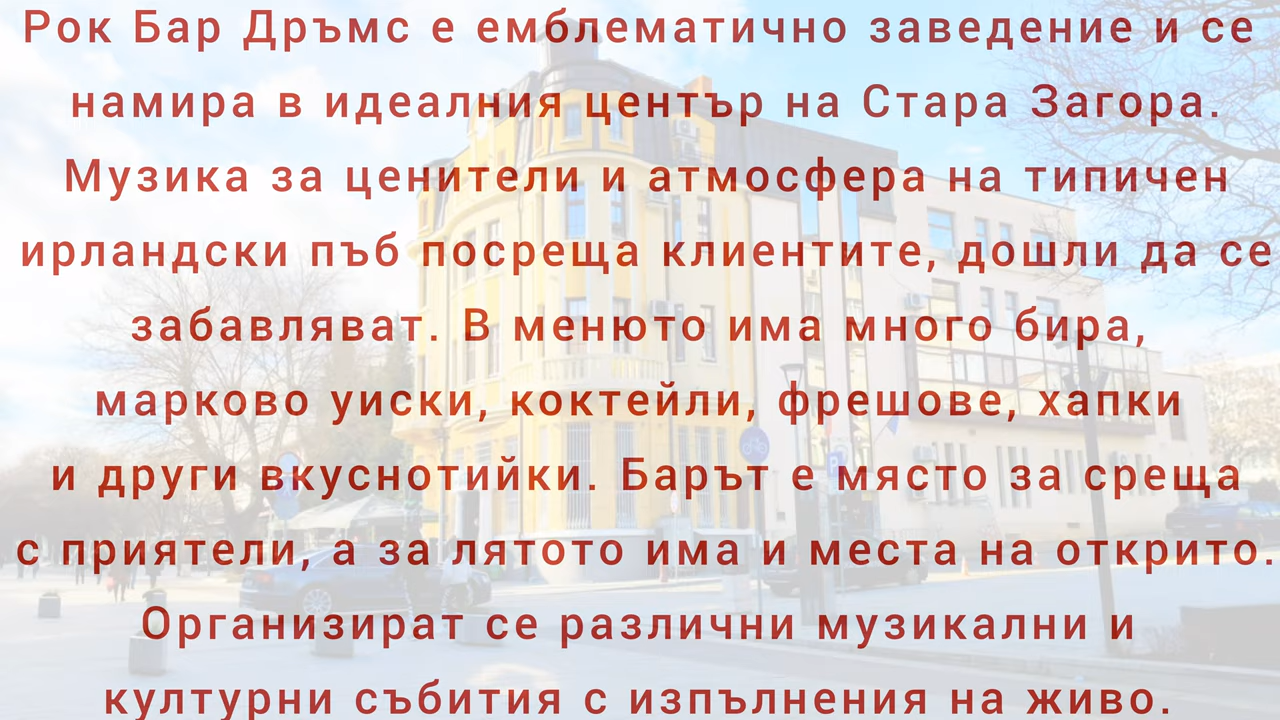 Рок Бар Дръмс е емблематично заведение и се
намира в идеалния център на Стара Загора.
Музика за ценители и атмосфера на типичен
ирландски пъб посреща клиентите, дошли да се
забавляват. В менюто има много бира,
марково уиски, коктейли, фрешове, хапки
и други вкуснотийки. Барът е място за среща
с приятели, а за лятото има и места на открито.
Организират се различни музикални и
културни събития с изпълнения на живо.